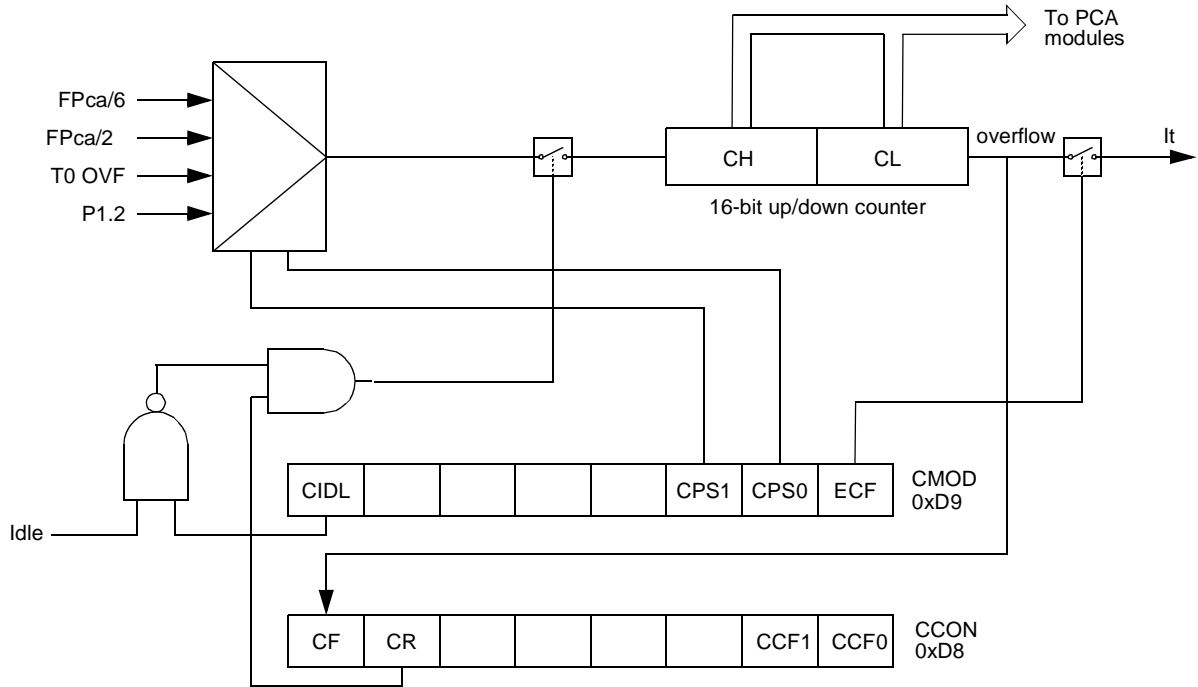 To PCA
modules
FPca/6
FPca/2
T0 OVF
P1.2
CH
CL
overflow
It
16-bit up/down counter
CIDL
CPS1
CPS0
ECF
CMOD
0xD9
Idle
CF
CR
CCF1
CCF0
CCON
0xD8